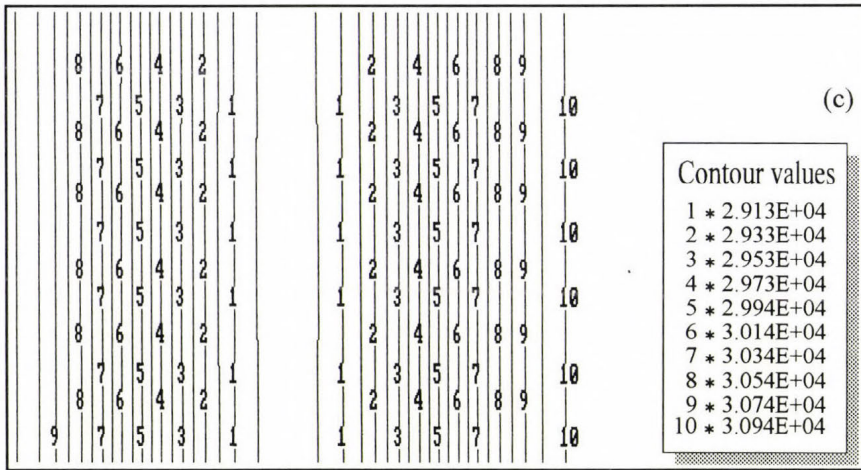 8 6 4 2 2 4 6 8 9
7 5 3 1 1 3 5 7 10
(c)
8 6 4 2 2 4 6 8 9
7 5 3 1 1 3 5 7 10
8 6 4 2 2 4 6 8 9
7 5 3 1 1 3 5 7 10
8 6 4 2 2 4 6 8 9
7 5 3 1 1 3 5 7 10
8 6 4 2 2 4 6 8 9
7 5 3 1 1 3 5 7 10
8 6 4 2 2 4 6 8 9
9 7 5 3 1 1 3 5 7 10
Contour values
1 * 2.913E+04
2 * 2.933E+04
3 * 2.953E+04
4 * 2.973E+04
5 * 2.994E+04
6 * 3.014E+04
7 * 3.034E+04
8 * 3.054E+04
9 * 3.074E+04
10 * 3.094E+04